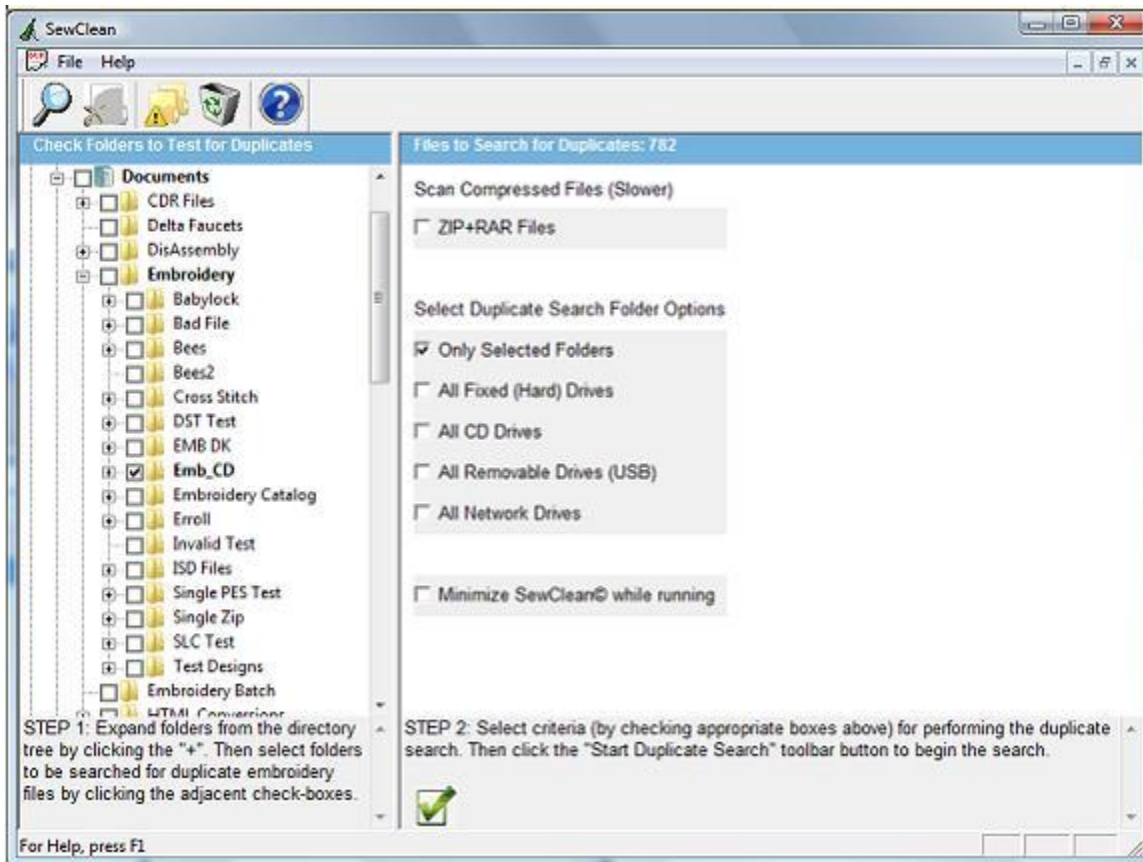 SewClean
File Help
Check Folders to Test for Duplicates
Documents
CDR Files
Delta Faucets
DisAssembly
Embroidery
Babylock
Bad File
Bees
Bees2
Cross Stitch
DST Test
EMB DK
Emb_CD
Embroidery Catalog
Erroll
Invalid Test
ISD Files
Single PES Test
Single Zip
SLC Test
Test Designs
Embroidery Batch
HTML Conversions
STEP 1: Expand folders from the directory
tree by clicking the "+". Then select folders
to be searched for duplicate embroidery
files by clicking the adjacent check-boxes.
Files to Search for Duplicates: 782
Scan Compressed Files (Slower)
ZIP+RAR Files
Select Duplicate Search Folder Options
Only Selected Folders
All Fixed (Hard) Drives
All CD Drives
All Removable Drives (USB)
All Network Drives
Minimize SewClean© while running
STEP 2: Select criteria (by checking appropriate boxes above) for performing the duplicate
search. Then click the "Start Duplicate Search" toolbar button to begin the search.
For Help, press F1